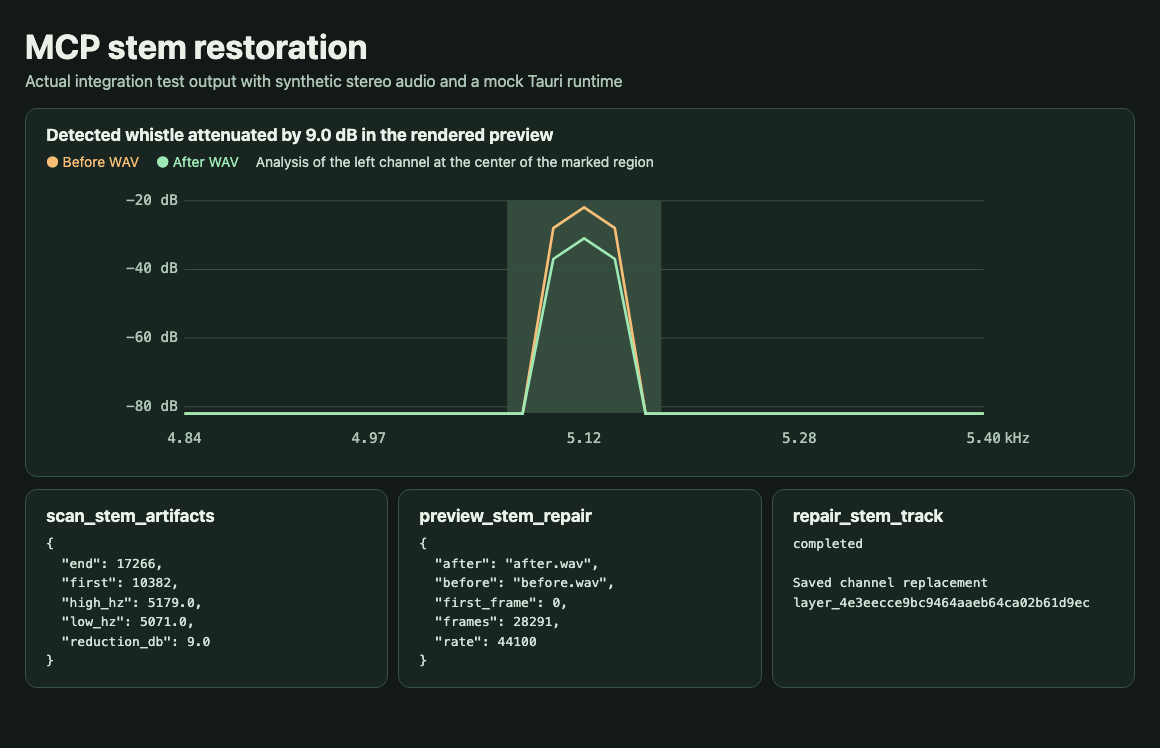 MCP stem restoration
Actual integration test output with synthetic stereo audio and a mock Tauri runtime
Detected whistle attenuated by 9.0 dB in the rendered preview
Before WAV After WAV Analysis of the left channel at the center of the marked region
−20 dB
−40 dB
−60 dB
−80 dB
4.84 4.97 5.12 5.28 5.40 kHz
scan_stem_artifacts
{
"end": 17266,
"first": 10382,
"high_hz": 5179.0,
"low_hz": 5071.0,
"reduction_db": 9.0
}
preview_stem_repair
{
"after": "after.wav",
"before": "before.wav",
"first_frame": 0,
"frames": 28291,
"rate": 44100
}
repair_stem_track
completed
Saved channel replacement
layer_4e3eecce9bc9464aaeb64ca02b61d9ec